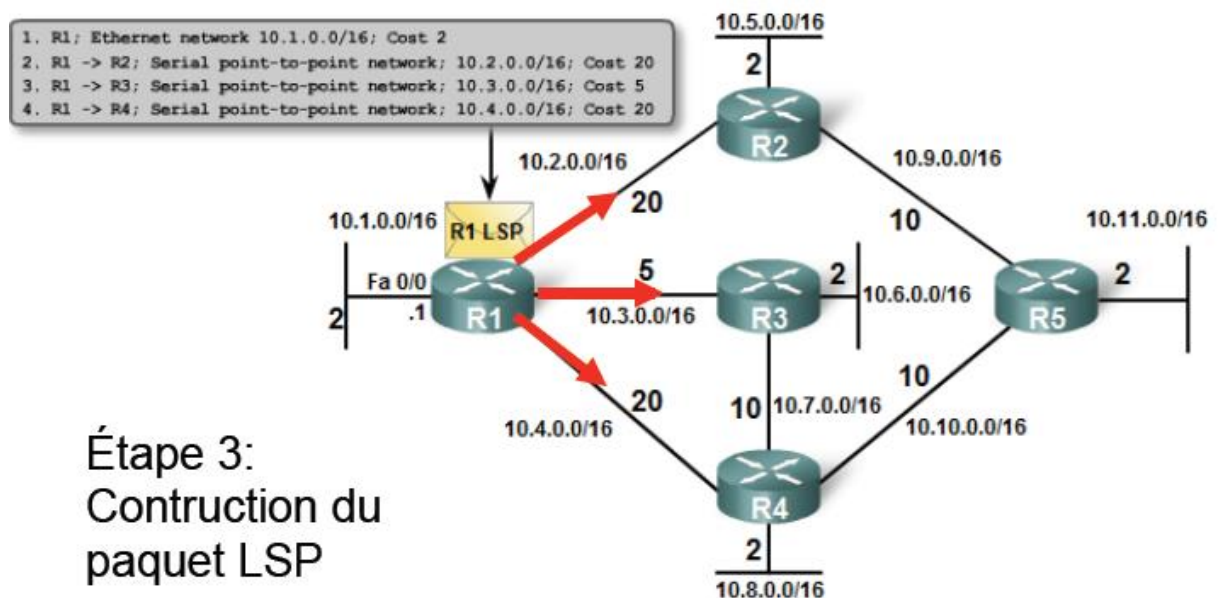 10.5.0.0/16
1. R1; Ethernet network 10.1.0.0/16; Cost 2
2. R1 -> R2; Serial point-to-point network; 10.2.0.0/16; Cost 20
3. R1 -> R3; Serial point-to-point network; 10.3.0.0/16; Cost 5
4. R1 -> R4; Serial point-to-point network; 10.4.0.0/16; Cost 20
2
R2
10.2.0.0/16
10.9.0.0/16
20
10
10.1.0.0/16
R1 LSP
10.11.0.0/16
Fa 0/0
.1
2
R1
5
10.3.0.0/16
R3
2
10.6.0.0/16
R5
2
20
10.4.0.0/16
10
10.7.0.0/16
10
10.10.0.0/16
R4
2
10.8.0.0/16
Étape 3:
Contruction du
paquet LSP